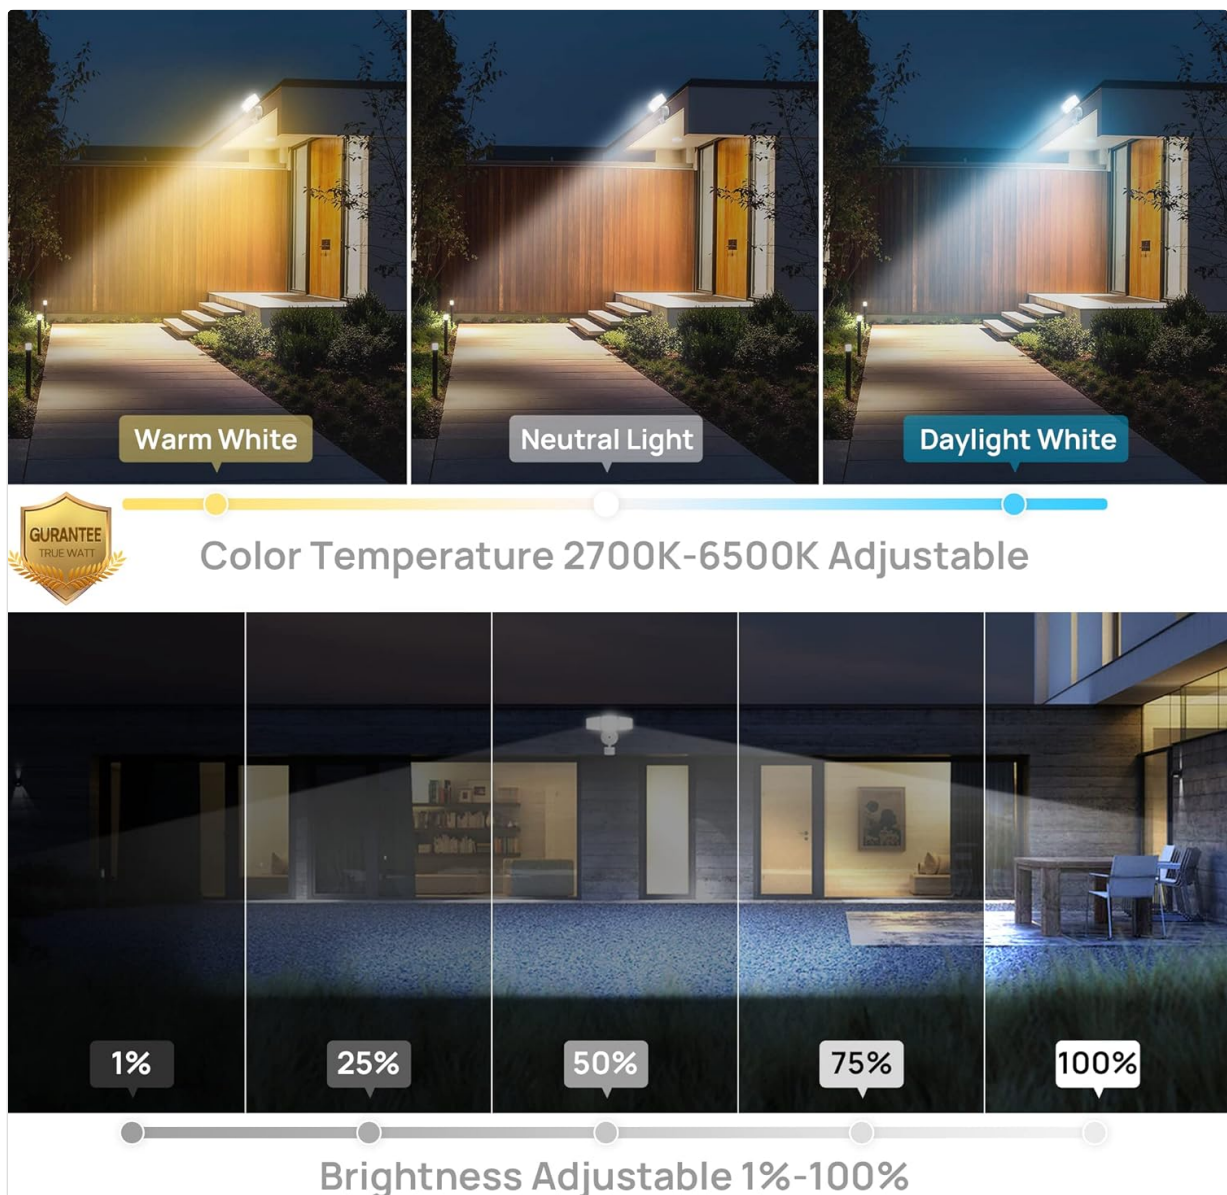 Warm White
Neutral Light
Daylight White
GURANTEE
TRUE WATT
Color Temperature 2700K-6500K Adjustable
1%
25%
50%
75%
100%
Brightness Adjustable 1%-100%